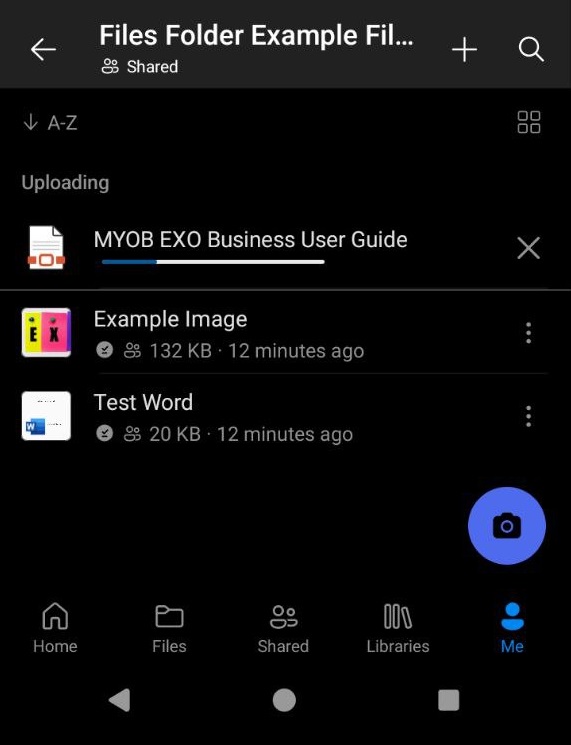 Files Folder Example Fil...
Shared
A-Z
Uploading
MYOB EXO Business User Guide
E X
Example Image
132 KB · 12 minutes ago
W
Test Word
20 KB · 12 minutes ago
Home
Files
Shared
Libraries
Me